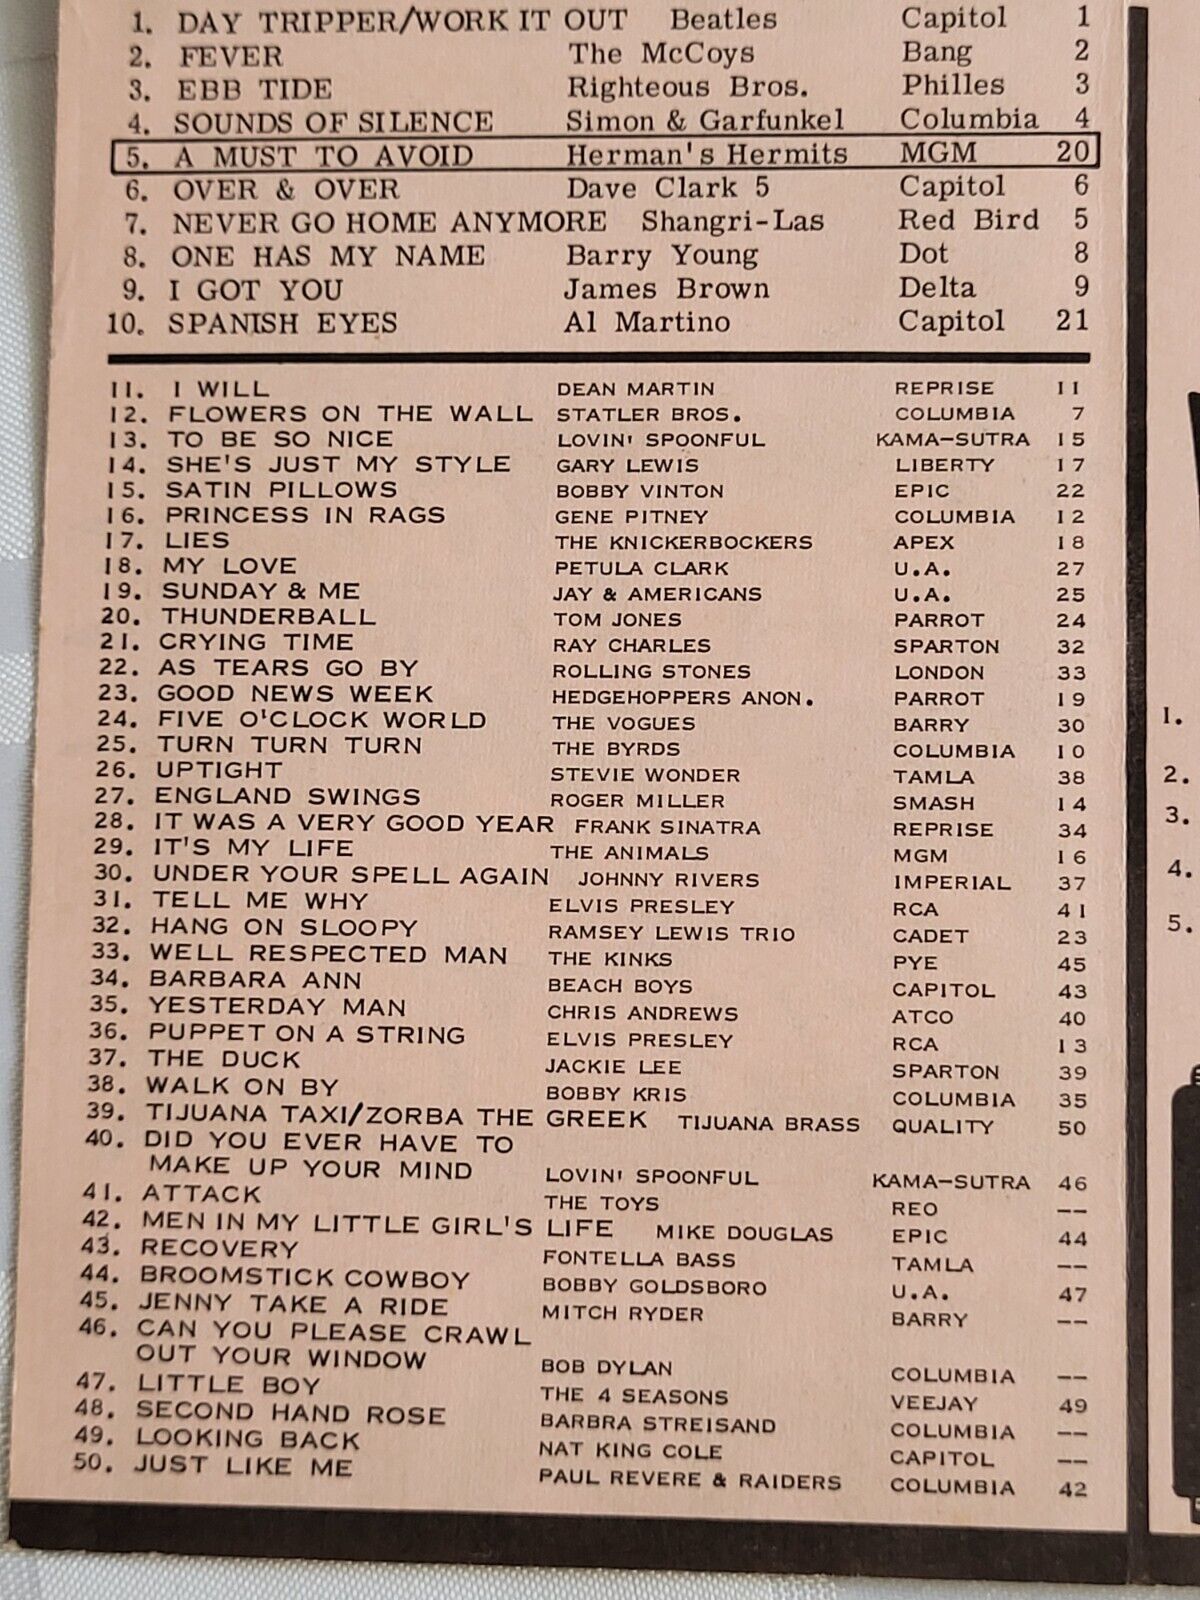 1. DAY TRIPPER/WORK IT OUT Beatles Capitol 1
2. FEVER The McCoys Bang 2
3. EBB TIDE Righteous Bros. Philles 3
4. SOUNDS OF SILENCE Simon & Garfunkel Columbia 4
5. A MUST TO AVOID Herman's Hermits MGM 20
6. OVER & OVER Dave Clark 5 Capitol 6
7. NEVER GO HOME ANYMORE Shangri-Las Red Bird 5
8. ONE HAS MY NAME Barry Young Dot 8
9. I GOT YOU James Brown Delta 9
10. SPANISH EYES Al Martino Capitol 21
11. I WILL DEAN MARTIN REPRISE 11
12. FLOWERS ON THE WALL STATLER BROS. COLUMBIA 7
13. TO BE SO NICE LOVIN' SPOONFUL KAMA-SUTRA 15
14. SHE'S JUST MY STYLE GARY LEWIS LIBERTY 17
15. SATIN PILLOWS BOBBY VINTON EPIC 22
16. PRINCESS IN RAGS GENE PITNEY COLUMBIA 12
17. LIES THE KNICKERBOCKERS APEX 18
18. MY LOVE PETULA CLARK U.A. 27
19. SUNDAY & ME JAY & AMERICANS U.A. 25
20. THUNDERBALL TOM JONES PARROT 24
21. CRYING TIME RAY CHARLES SPARTON 32
22. AS TEARS GO BY ROLLING STONES LONDON 33
23. GOOD NEWS WEEK HEDGEHOPPERS ANON. PARROT 19
24. FIVE O'CLOCK WORLD THE VOGUES BARRY 30
25. TURN TURN TURN THE BYRDS COLUMBIA 10
26. UPTIGHT STEVIE WONDER TAMLA 38
27. ENGLAND SWINGS ROGER MILLER SMASH 14
28. IT WAS A VERY GOOD YEAR FRANK SINATRA REPRISE 34
29. IT'S MY LIFE THE ANIMALS MGM 16
30. UNDER YOUR SPELL AGAIN JOHNNY RIVERS IMPERIAL 37
31. TELL ME WHY ELVIS PRESLEY RCA 41
32. HANG ON SLOOPY RAMSEY LEWIS TRIO CADET 23
33. WELL RESPECTED MAN THE KINKS PYE 45
34. BARBARA ANN BEACH BOYS CAPITOL 43
35. YESTERDAY MAN CHRIS ANDREWS ATCO 40
36. PUPPET ON A STRING ELVIS PRESLEY RCA 13
37. THE DUCK JACKIE LEE SPARTON 39
38. WALK ON BY BOBBY KRIS COLUMBIA 35
39. TIJUANA TAXI/ZORBA THE GREEK TIJUANA BRASS QUALITY 50
40. DID YOU EVER HAVE TO
MAKE UP YOUR MIND LOVIN' SPOONFUL KAMA-SUTRA 46
41. ATTACK THE TOYS REO --
42. MEN IN MY LITTLE GIRL'S LIFE MIKE DOUGLAS EPIC 44
43. RECOVERY FONTELLA BASS TAMLA --
44. BROOMSTICK COWBOY BOBBY GOLDSBORO U.A. 47
45. JENNY TAKE A RIDE MITCH RYDER BARRY --
46. CAN YOU PLEASE CRAWL
OUT YOUR WINDOW BOB DYLAN COLUMBIA --
47. LITTLE BOY THE 4 SEASONS VEEJAY 49
48. SECOND HAND ROSE BARBRA STREISAND COLUMBIA --
49. LOOKING BACK NAT KING COLE CAPITOL --
50. JUST LIKE ME PAUL REVERE & RAIDERS COLUMBIA 42
1.
2.
3.
4.
5.